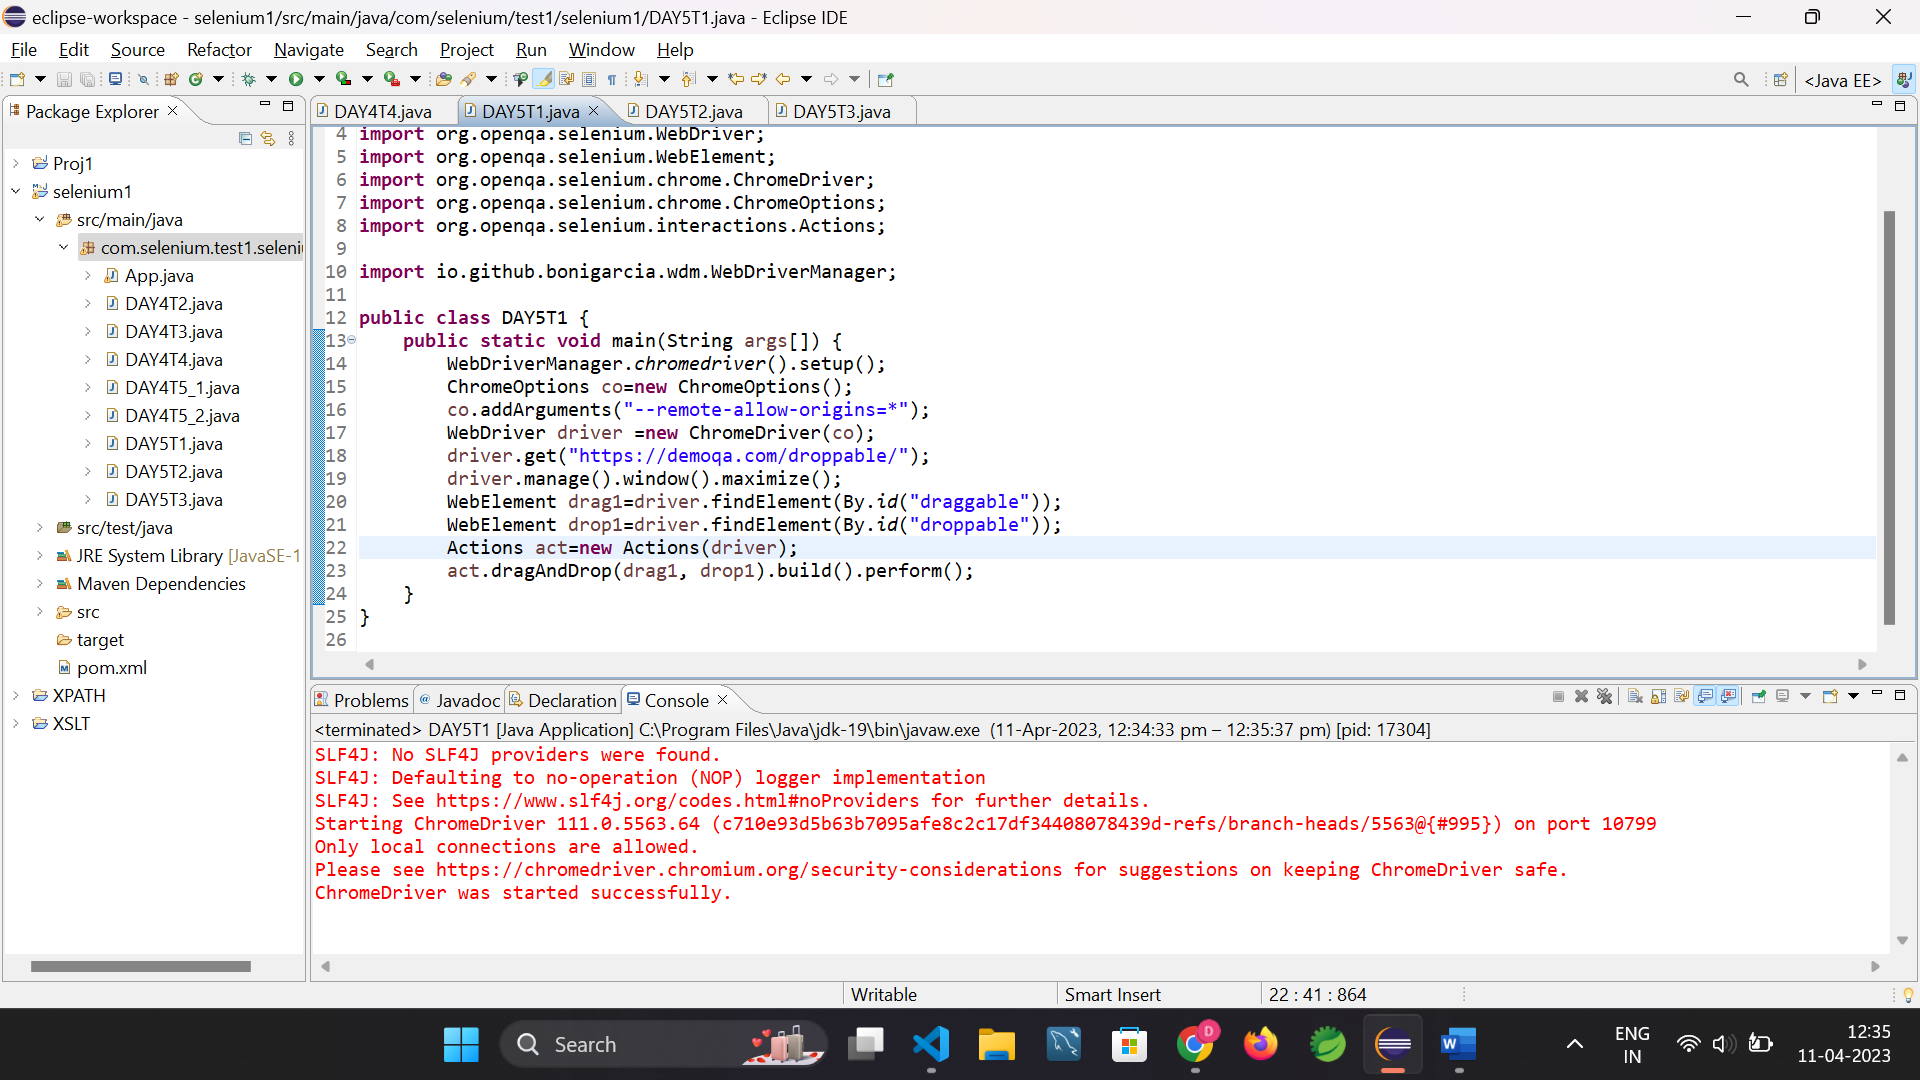 eclipse-workspace - selenium1/src/main/java/com/selenium/test1/selenium1/DAY5T1.java - Eclipse IDE
File Edit Source Refactor Navigate Search Project Run Window Help
<Java EE>
Package Explorer
Proj1
selenium1
src/main/java
com.selenium.test1.seleni
App.java
DAY4T2.java
DAY4T3.java
DAY4T4.java
DAY4T5_1.java
DAY4T5_2.java
DAY5T1.java
DAY5T2.java
DAY5T3.java
src/test/java
JRE System Library [JavaSE-1
Maven Dependencies
src
target
pom.xml
XPATH
XSLT
DAY4T4.java DAY5T1.java DAY5T2.java DAY5T3.java
4 import org.openqa.selenium.WebDriver;
5 import org.openqa.selenium.WebElement;
6 import org.openqa.selenium.chrome.ChromeDriver;
7 import org.openqa.selenium.chrome.ChromeOptions;
8 import org.openqa.selenium.interactions.Actions;
9
10 import io.github.bonigarcia.wdm.WebDriverManager;
11
12 public class DAY5T1 {
13 public static void main(String args[]) {
14 WebDriverManager.chromedriver().setup();
15 ChromeOptions co=new ChromeOptions();
16 co.addArguments("--remote-allow-origins=*");
17 WebDriver driver =new ChromeDriver(co);
18 driver.get("https://demoqa.com/droppable/");
19 driver.manage().window().maximize();
20 WebElement drag1=driver.findElement(By.id("draggable"));
21 WebElement drop1=driver.findElement(By.id("droppable"));
22 Actions act=new Actions(driver);
23 act.dragAndDrop(drag1, drop1).build().perform();
24 }
25 }
26
Problems @ Javadoc Declaration Console
<terminated> DAY5T1 [Java Application] C:\Program Files\Java\jdk-19\bin\javaw.exe (11-Apr-2023, 12:34:33 pm – 12:35:37 pm) [pid: 17304]
SLF4J: No SLF4J providers were found.
SLF4J: Defaulting to no-operation (NOP) logger implementation
SLF4J: See https://www.slf4j.org/codes.html#noProviders for further details.
Starting ChromeDriver 111.0.5563.64 (c710e93d5b63b7095afe8c2c17df34408078439d-refs/branch-heads/5563@{#995}) on port 10799
Only local connections are allowed.
Please see https://chromedriver.chromium.org/security-considerations for suggestions on keeping ChromeDriver safe.
ChromeDriver was started successfully.
Writable Smart Insert 22 : 41 : 864
Search
D
W
ENG
IN
12:35
11-04-2023